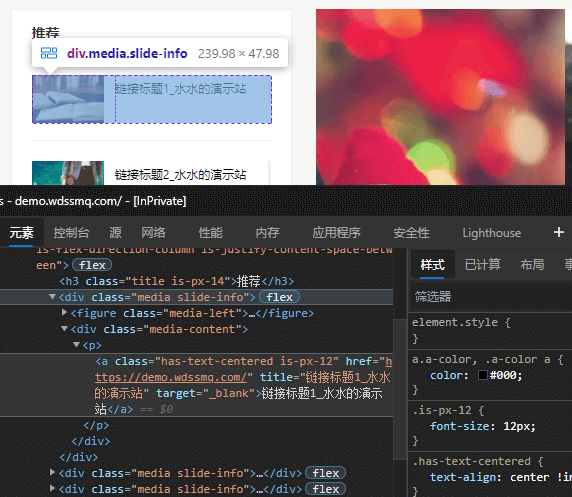 推荐
div.media.slide-info 239.98 × 47.98
链接标题1_水水的演示站
链接标题2_水水的演示站
s - demo.wdssmq.com/ - [InPrivate]
元素 控制台 源 网络 性能 内存 应用程序 安全性 Lighthouse +
is-flex-direction-column is-justify-content-space-betw
een"> flex
<h3 class="title is-px-14">推荐</h3>
▼<div class="media slide-info"> flex
▶<figure class="media-left">…</figure>
▼<div class="media-content">
▼<p>
<a class="has-text-centered is-px-12" href="h
ttps://demo.wdssmq.com/" title="链接标题1_水水
的演示站" target="_blank">链接标题1_水水的演示
站</a> == $0
</p>
</div>
</div>
▶<div class="media slide-info">…</div> flex
▶<div class="media slide-info">…</div> flex
样式 已计算 布局
筛选器
element.style {
}
a.a-color, .a-color a {
color: #000;
}
.is-px-12 {
font-size: 12px;
}
.has-text-centered {
text-align: center !in